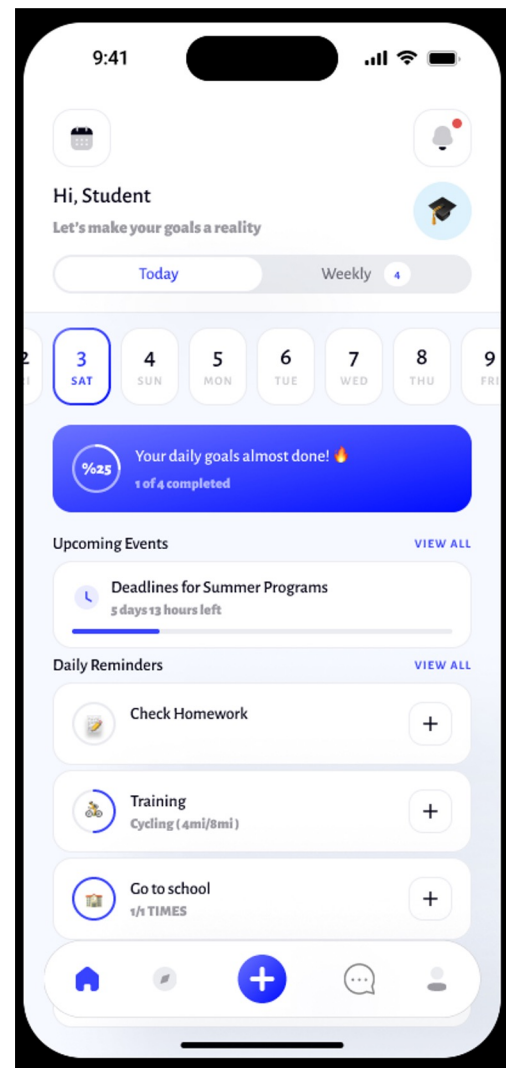 9:41
Hi, Student
Let's make your goals a reality
Today
Weekly 4
2 3 4 5 6 7 8 9
SAT SUN MON TUE WED THU FRI
Your daily goals almost done! 🔥
%25
1 of 4 completed
Upcoming Events VIEW ALL
Deadlines for Summer Programs
5 days 13 hours left
Daily Reminders VIEW ALL
Check Homework
Training
Cycling ( 4mi/8mi )
Go to school
1/1 TIMES